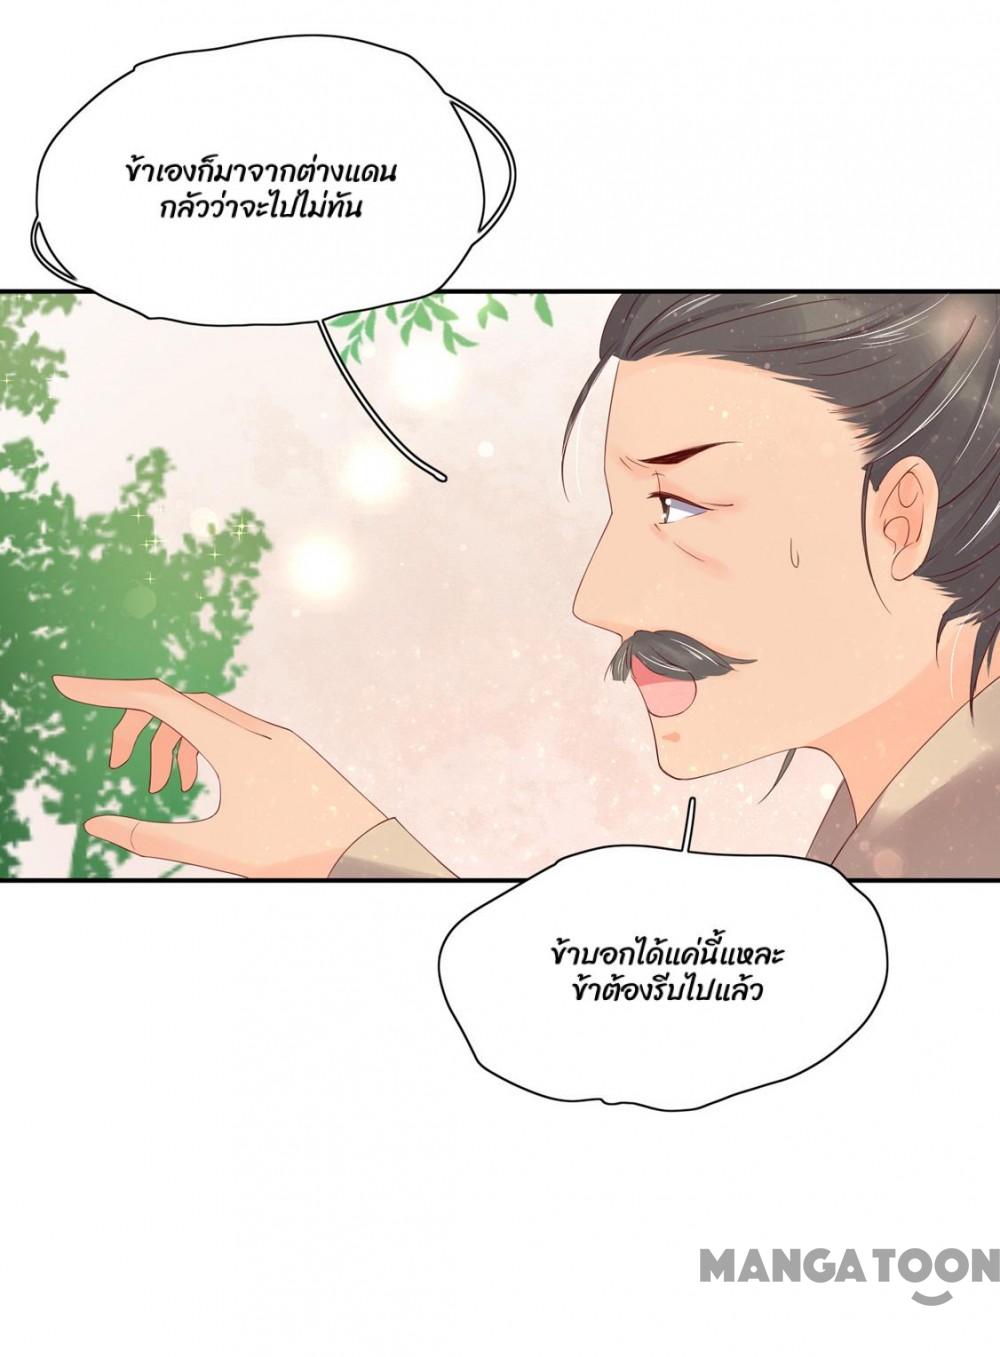 ข้าเองก็มาจากต่างแดน
กลัวว่าจะไปไม่ทัน
ข้าบอกได้แค่นี้แหละ
ข้าต้องรีบไปแล้ว
MANGATOON